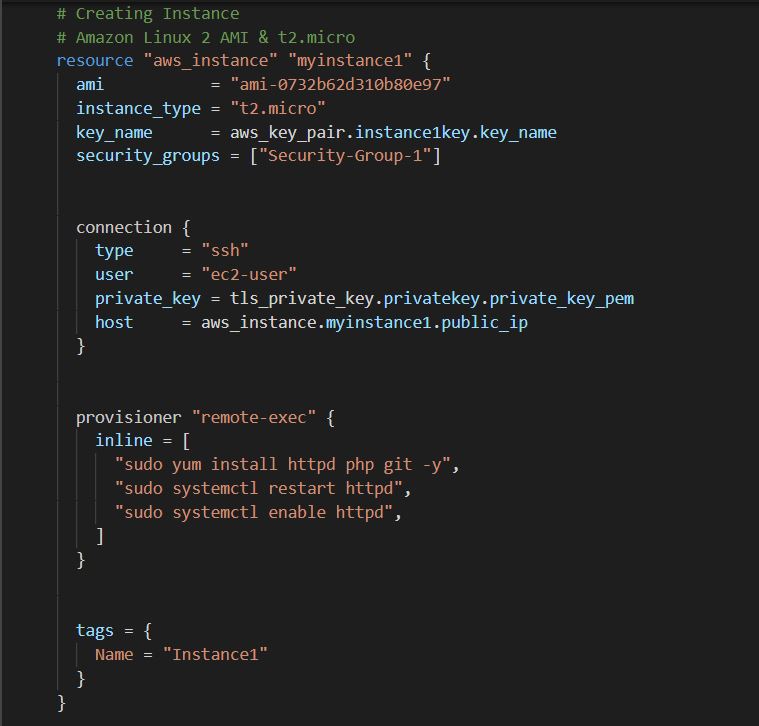 # Creating Instance
# Amazon Linux 2 AMI & t2.micro
resource "aws_instance" "myinstance1" {
  ami           = "ami-0732b62d310b80e97"
  instance_type = "t2.micro"
  key_name      = aws_key_pair.instance1key.key_name
  security_groups = ["Security-Group-1"]
  connection {
    type     = "ssh"
    user     = "ec2-user"
    private_key = tls_private_key.privatekey.private_key_pem
    host     = aws_instance.myinstance1.public_ip
  }
  provisioner "remote-exec" {
    inline = [
      "sudo yum install httpd php git -y",
      "sudo systemctl restart httpd",
      "sudo systemctl enable httpd",
    ]
  }
  tags = {
    Name = "Instance1"
  }
}